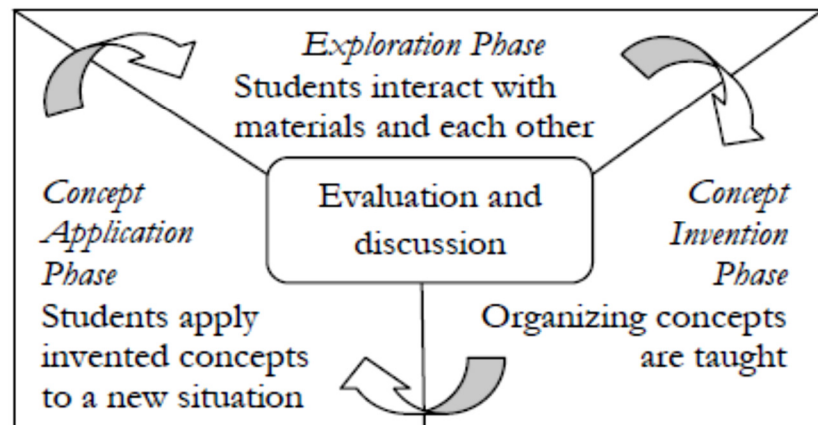 Exploration Phase
Students interact with
materials and each other
Evaluation and
discussion
Concept
Invention
Phase
Organizing concepts
are taught
Concept
Application
Phase
Students apply
invented concepts
to a new situation